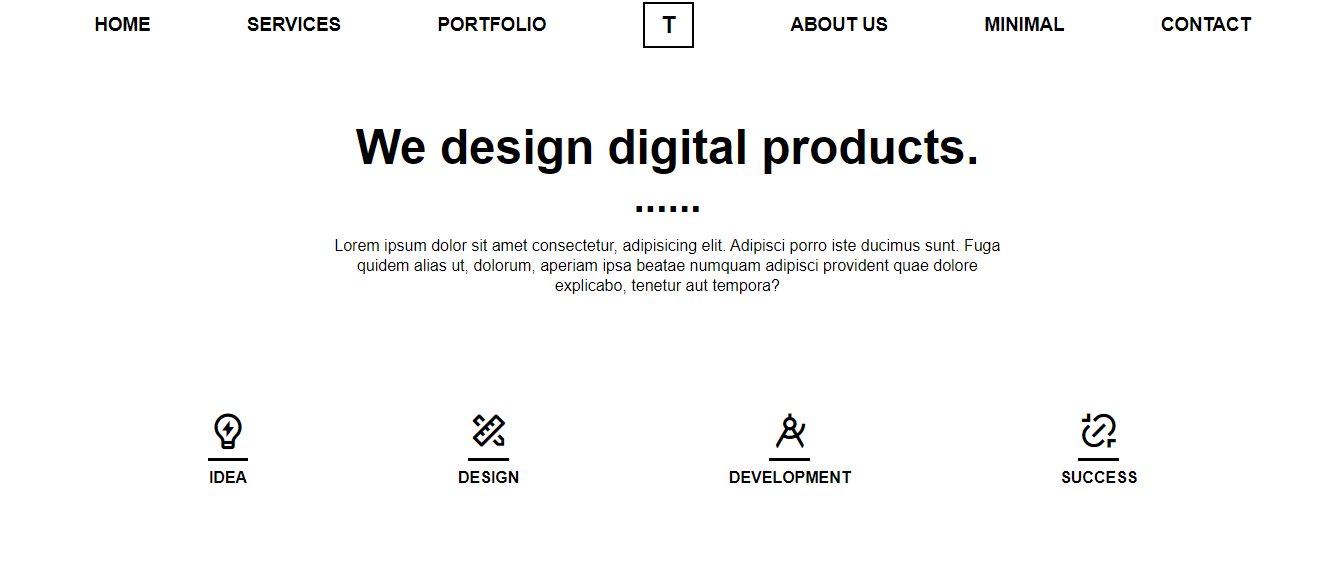 HOME SERVICES PORTFOLIO T ABOUT US MINIMAL CONTACT
We design digital products.
......
Lorem ipsum dolor sit amet consectetur, adipisicing elit. Adipisci porro iste ducimus sunt. Fuga
quidem alias ut, dolorum, aperiam ipsa beatae numquam adipisci provident quae dolore
explicabo, tenetur aut tempora?
IDEA DESIGN DEVELOPMENT SUCCESS